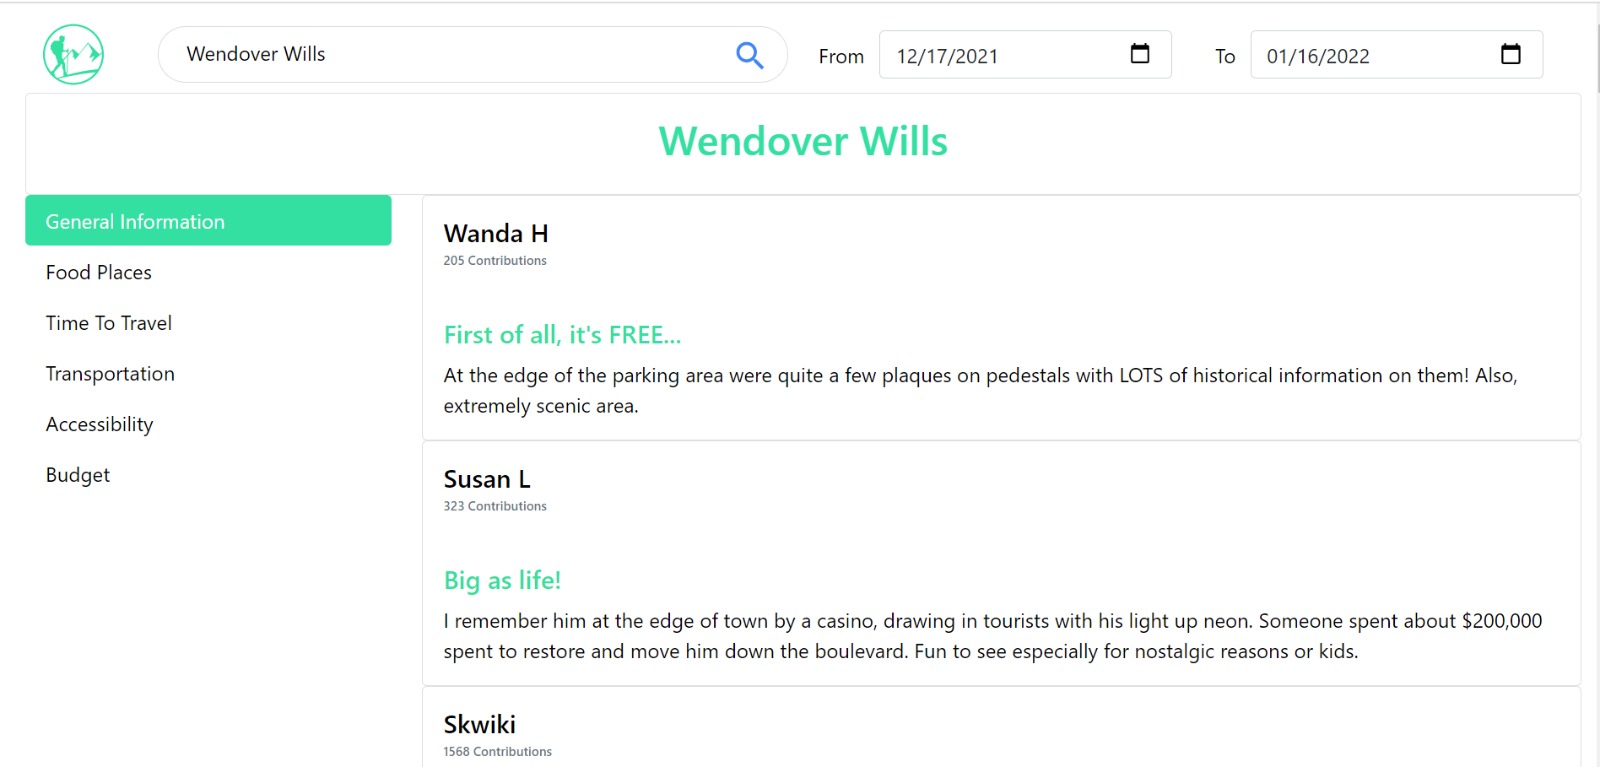 Wendover Wills
From 12/17/2021 To 01/16/2022
Wendover Wills
General Information
Food Places
Time To Travel
Transportation
Accessibility
Budget
Wanda H
205 Contributions
First of all, it's FREE...
At the edge of the parking area were quite a few plaques on pedestals with LOTS of historical information on them! Also,
extremely scenic area.
Susan L
323 Contributions
Big as life!
I remember him at the edge of town by a casino, drawing in tourists with his light up neon. Someone spent about $200,000
spent to restore and move him down the boulevard. Fun to see especially for nostalgic reasons or kids.
Skwiki
1568 Contributions